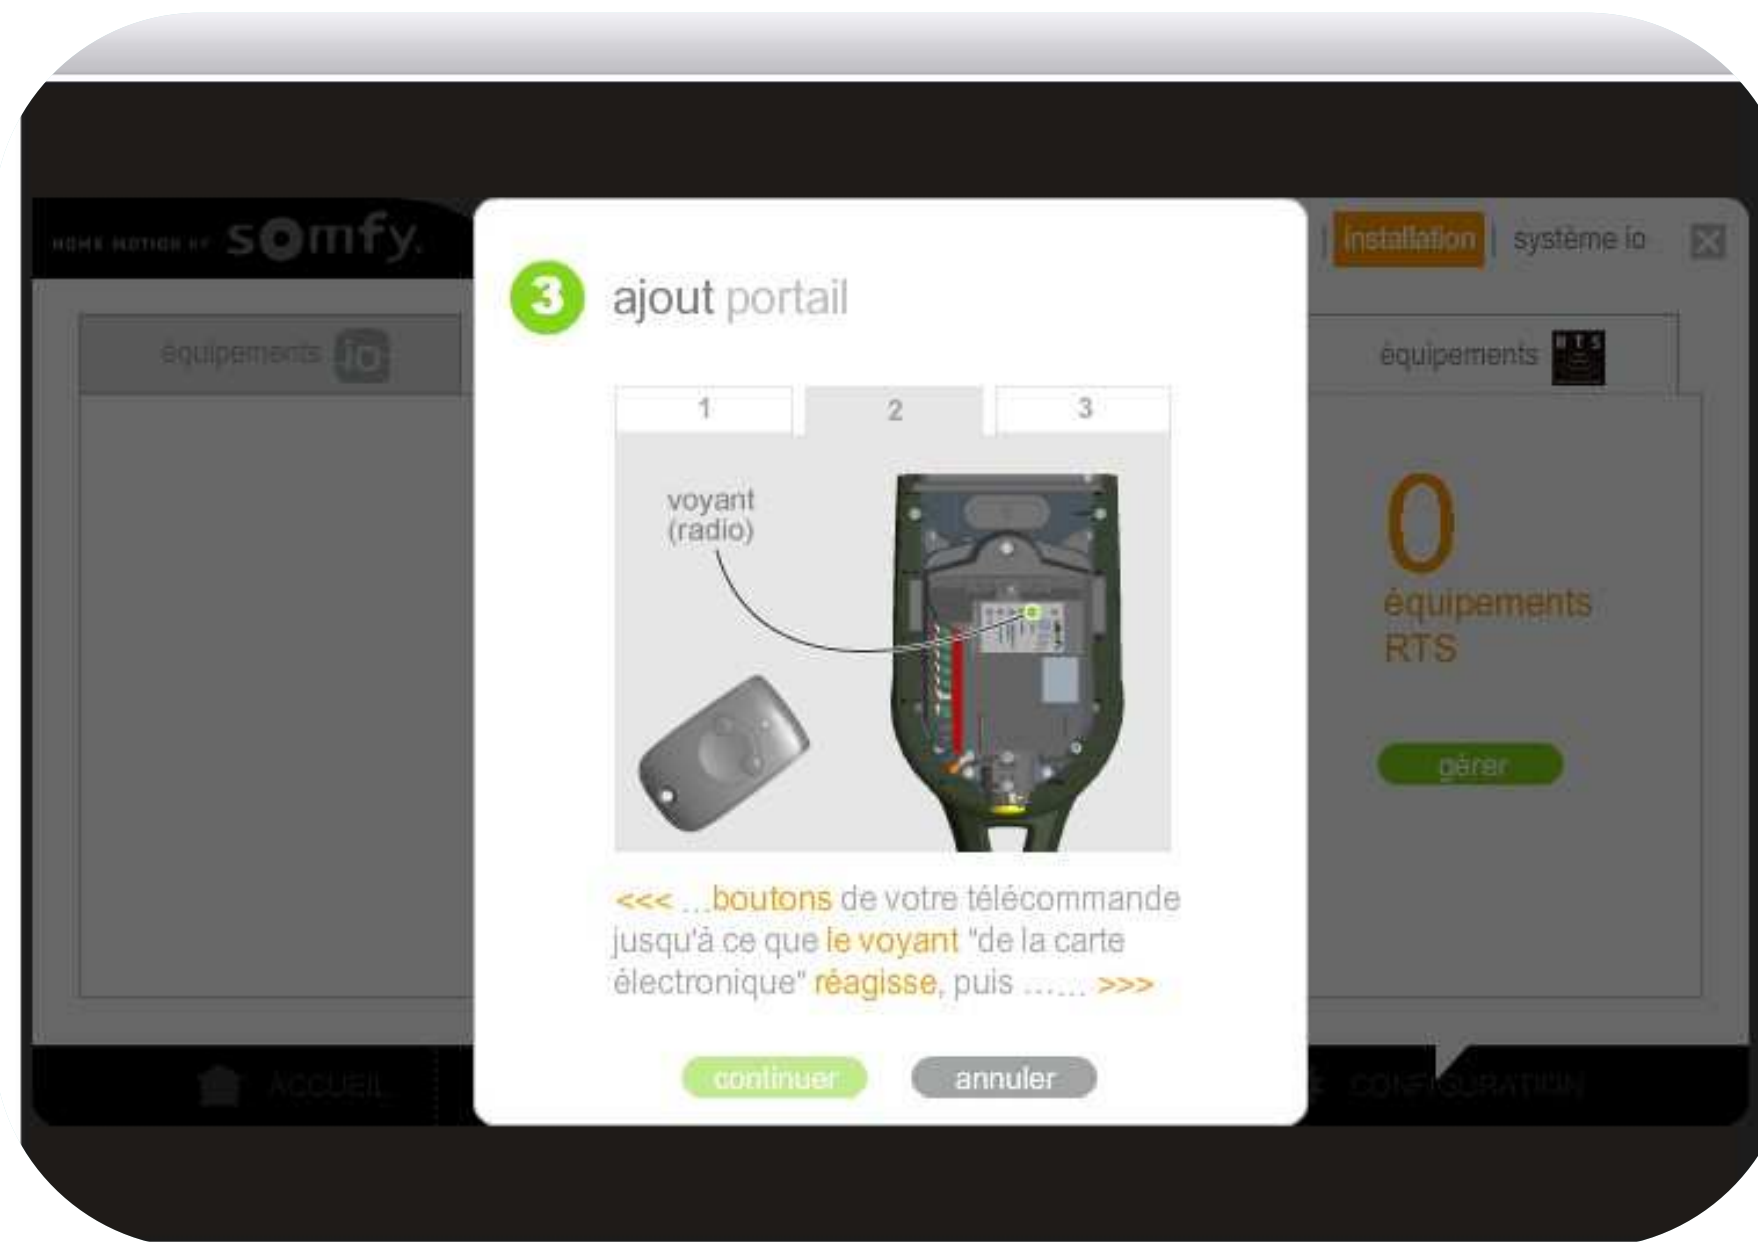 HOME MOTION BY somfy.
installation | système io
équipements io
équipements RTS
3 ajout portail
1 2 3
voyant
(radio)
<<< ...boutons de votre télécommande
jusqu'à ce que le voyant "de la carte
électronique" réagisse, puis ...... >>>
continuer annuler
0
équipements
RTS
gérer
ACCUEIL
CONFIGURATION